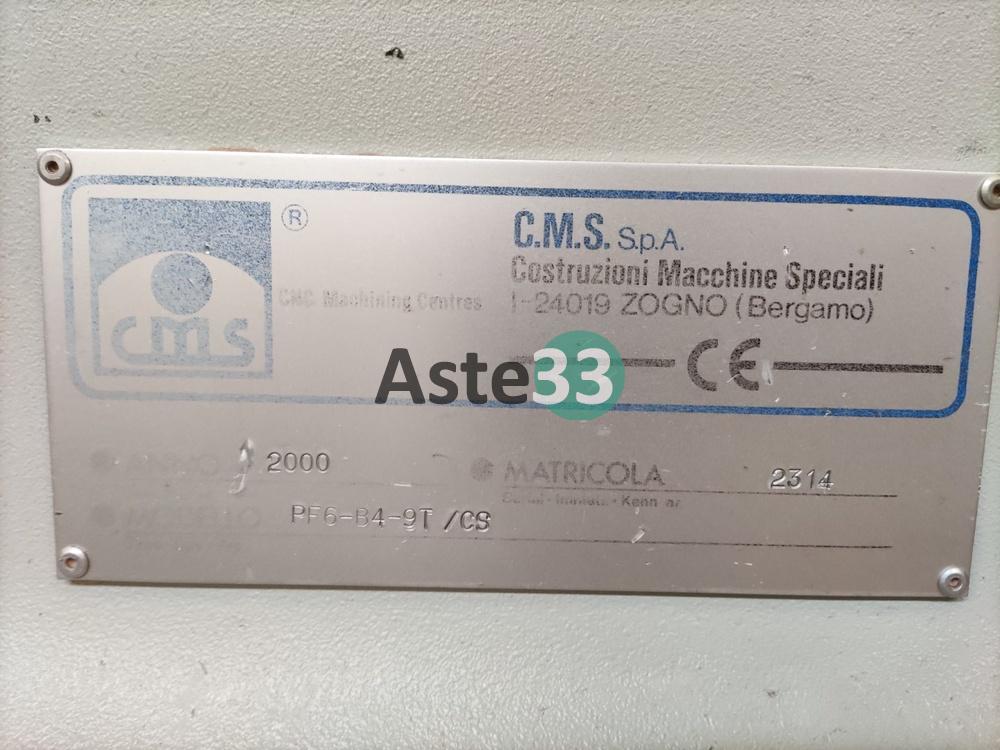 ®
C.M.S. S.p.A.
Costruzioni Macchine Speciali
CNC Machining Centres
I-24019 ZOGNO (Bergamo)
cms
CE
Aste33
2000
MATRICOLA 2314
PF6-B4-9T /CS